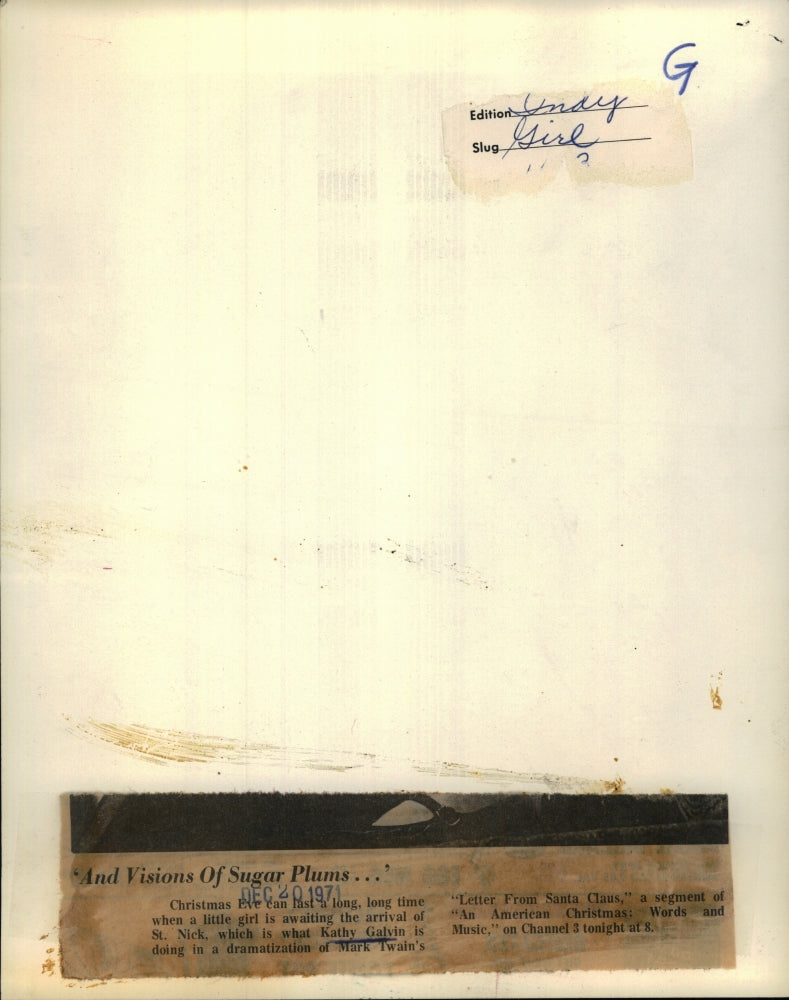 G
Edition Indy
Slug Girl
'And Visions Of Sugar Plums...'
DEC 20 1971
Christmas Eve can last a long, long time
when a little girl is awaiting the arrival of
St. Nick, which is what Kathy Galvin is
doing in a dramatization of Mark Twain's
"Letter From Santa Claus," a segment of
"An American Christmas: Words and
Music," on Channel 3 tonight at 8.